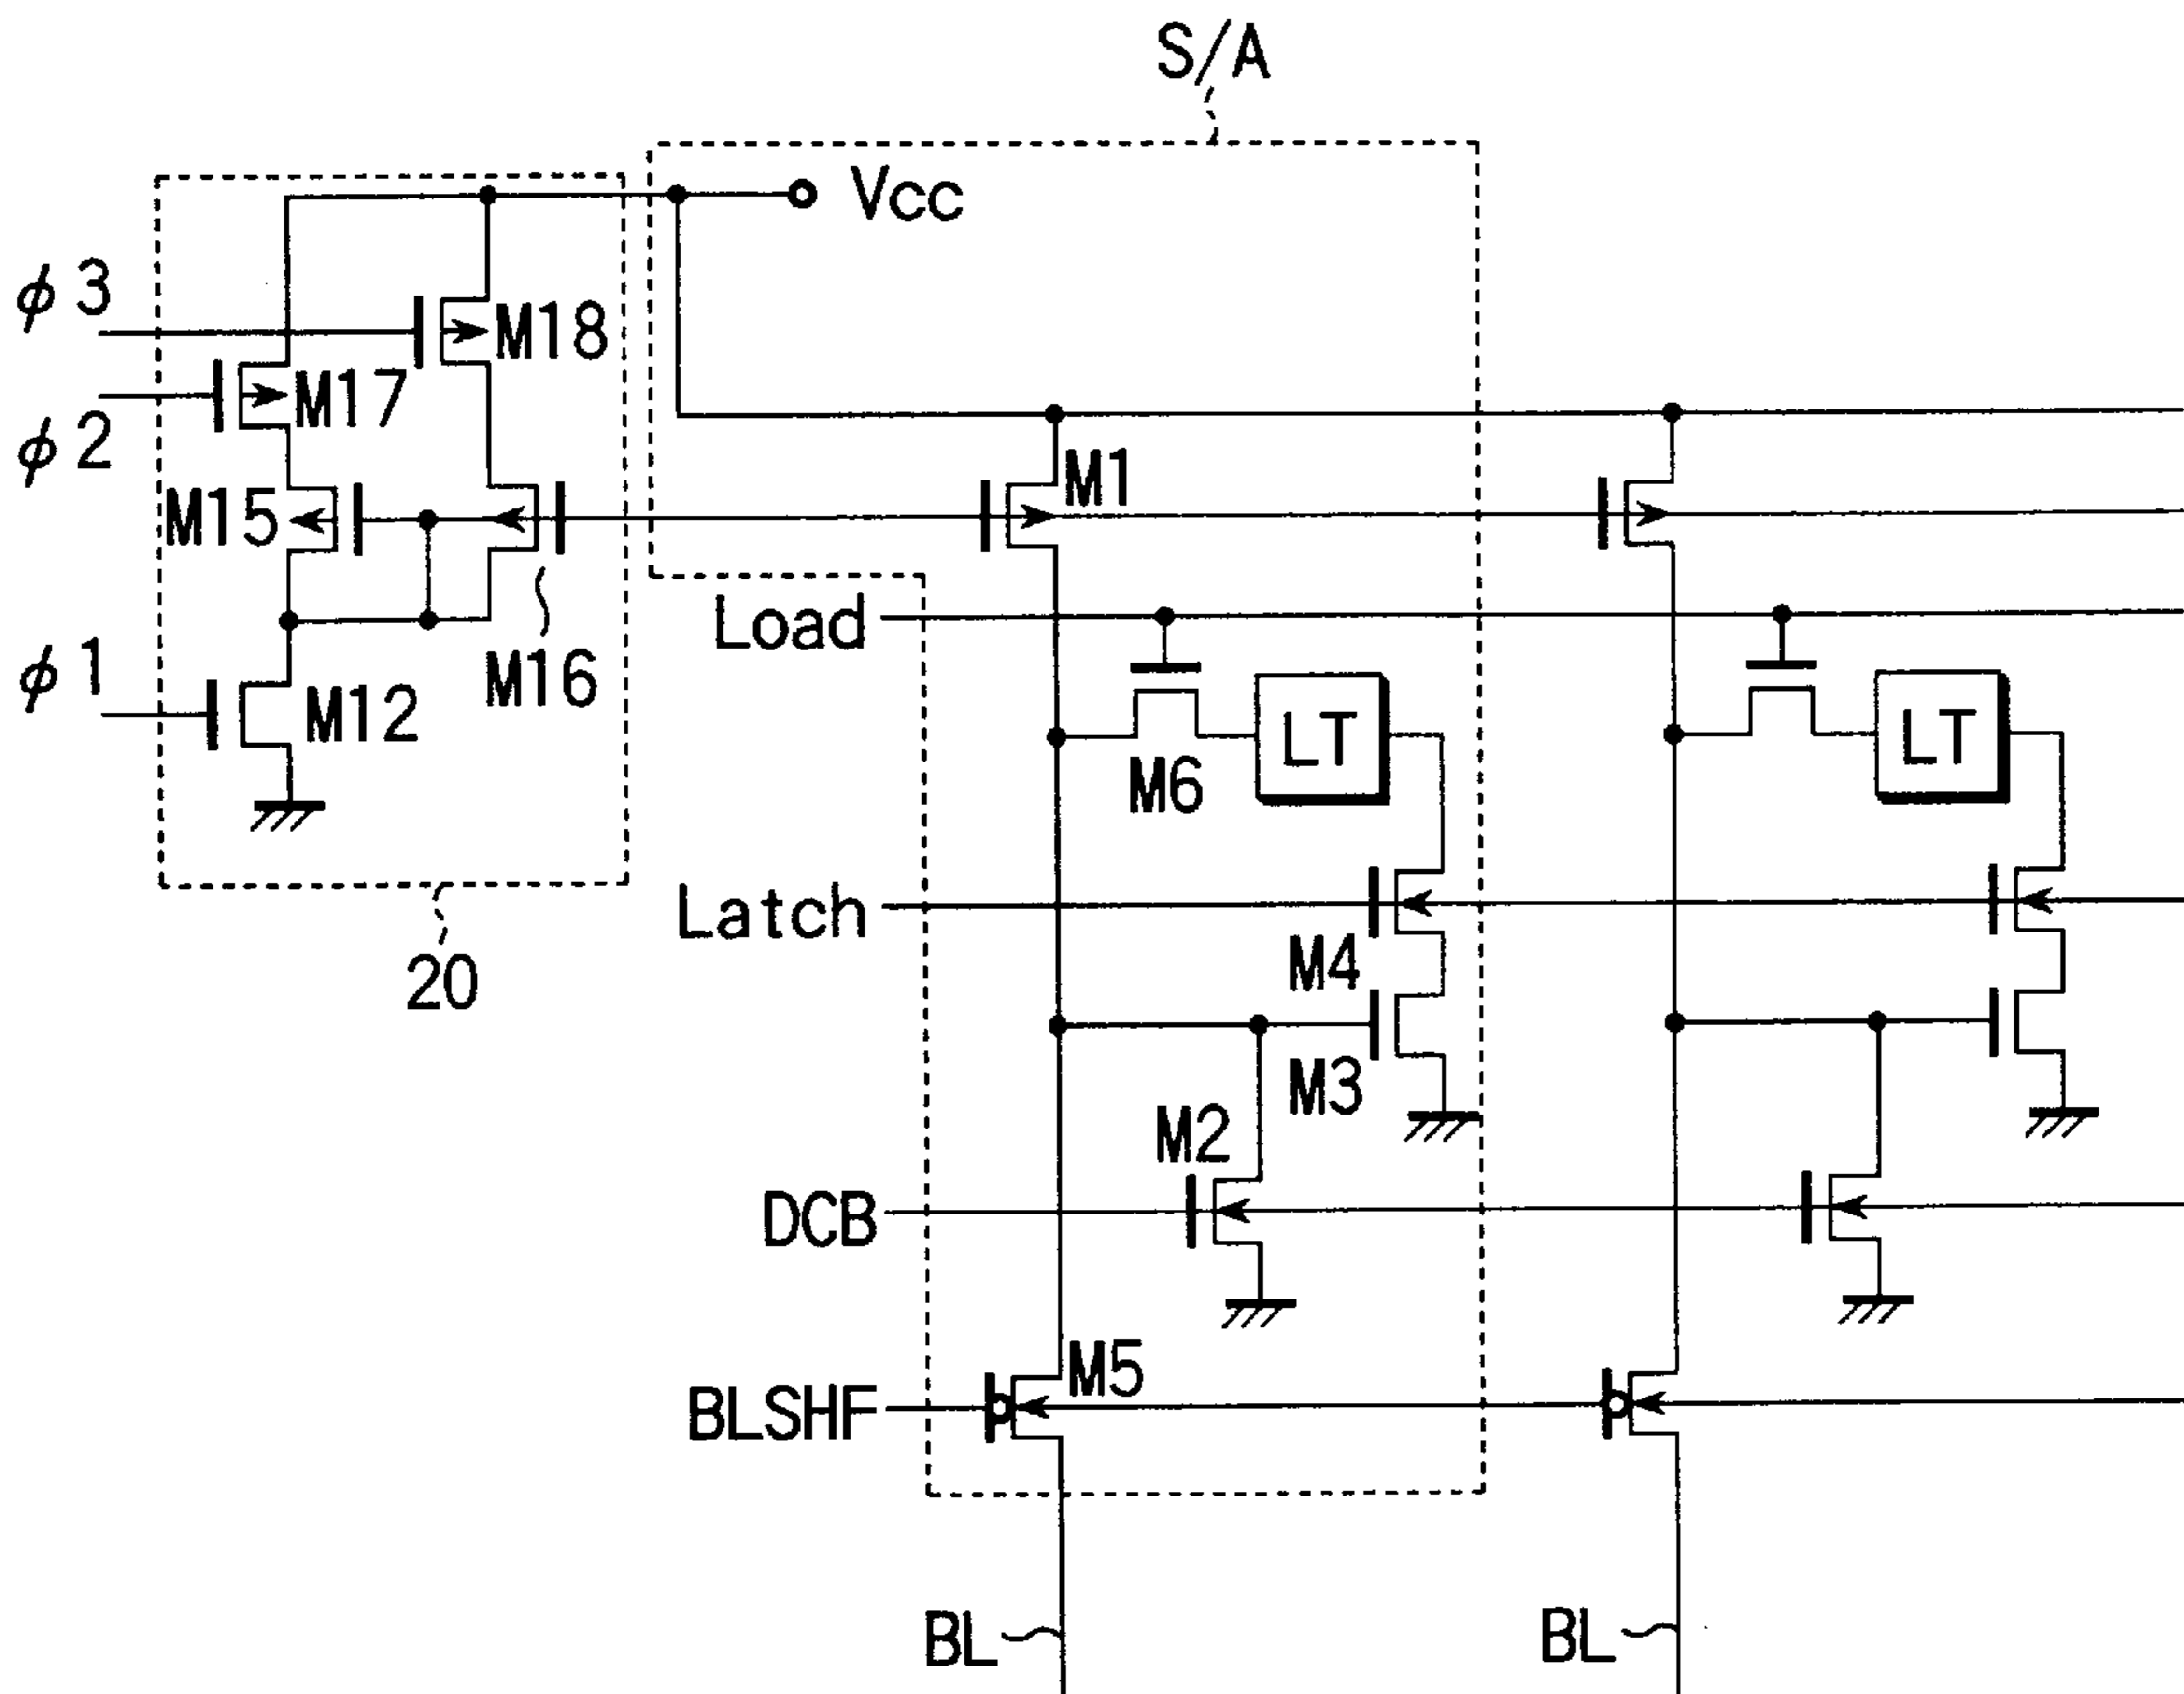 S/A
Vcc
φ3
M18
M17
φ2
M1
M15
Load
φ1
M16
M12
LT
LT
M6
Latch
M4
20
M3
M2
DCB
M5
BLSHF
BL
BL